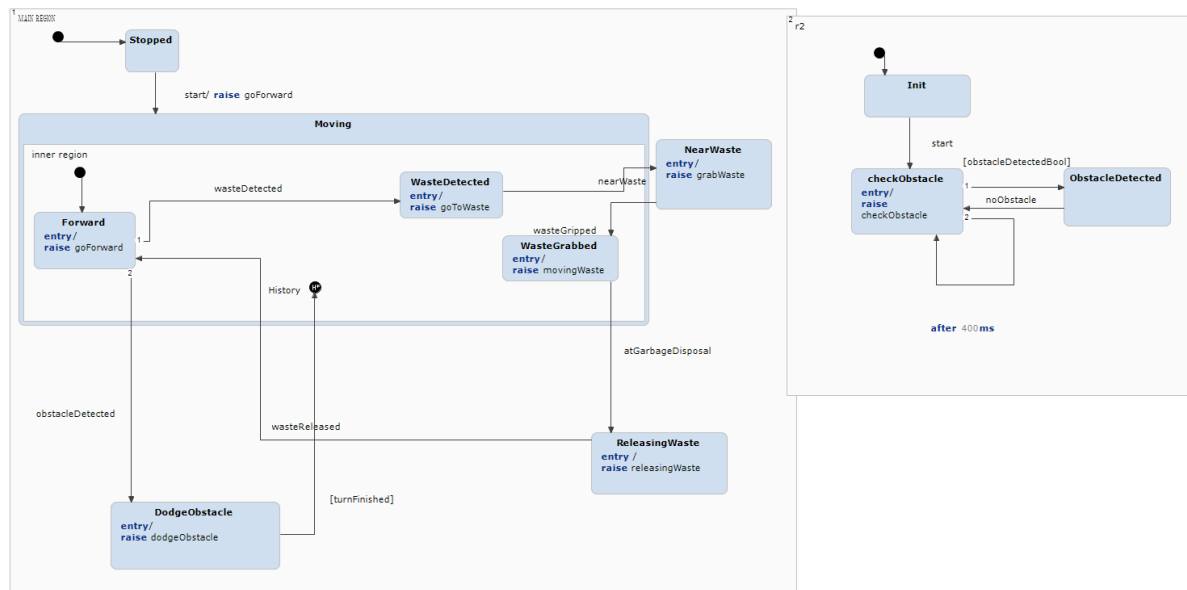 1
MAIN REGION
Stopped
start/ raise goForward
Moving
inner region
Forward
entry/
raise goForward
1
2
wasteDetected
WasteDetected
entry/
raise goToWaste
nearWaste
NearWaste
entry/
raise grabWaste
wasteGripped
WasteGrabbed
entry/
raise movingWaste
History
H*
atGarbageDisposal
obstacleDetected
wasteReleased
ReleasingWaste
entry /
raise releasingWaste
[turnFinished]
DodgeObstacle
entry/
raise dodgeObstacle
2
r2
Init
start
[obstacleDetectedBool]
checkObstacle
entry/
raise
checkObstacle
1
2
noObstacle
ObstacleDetected
after 400ms